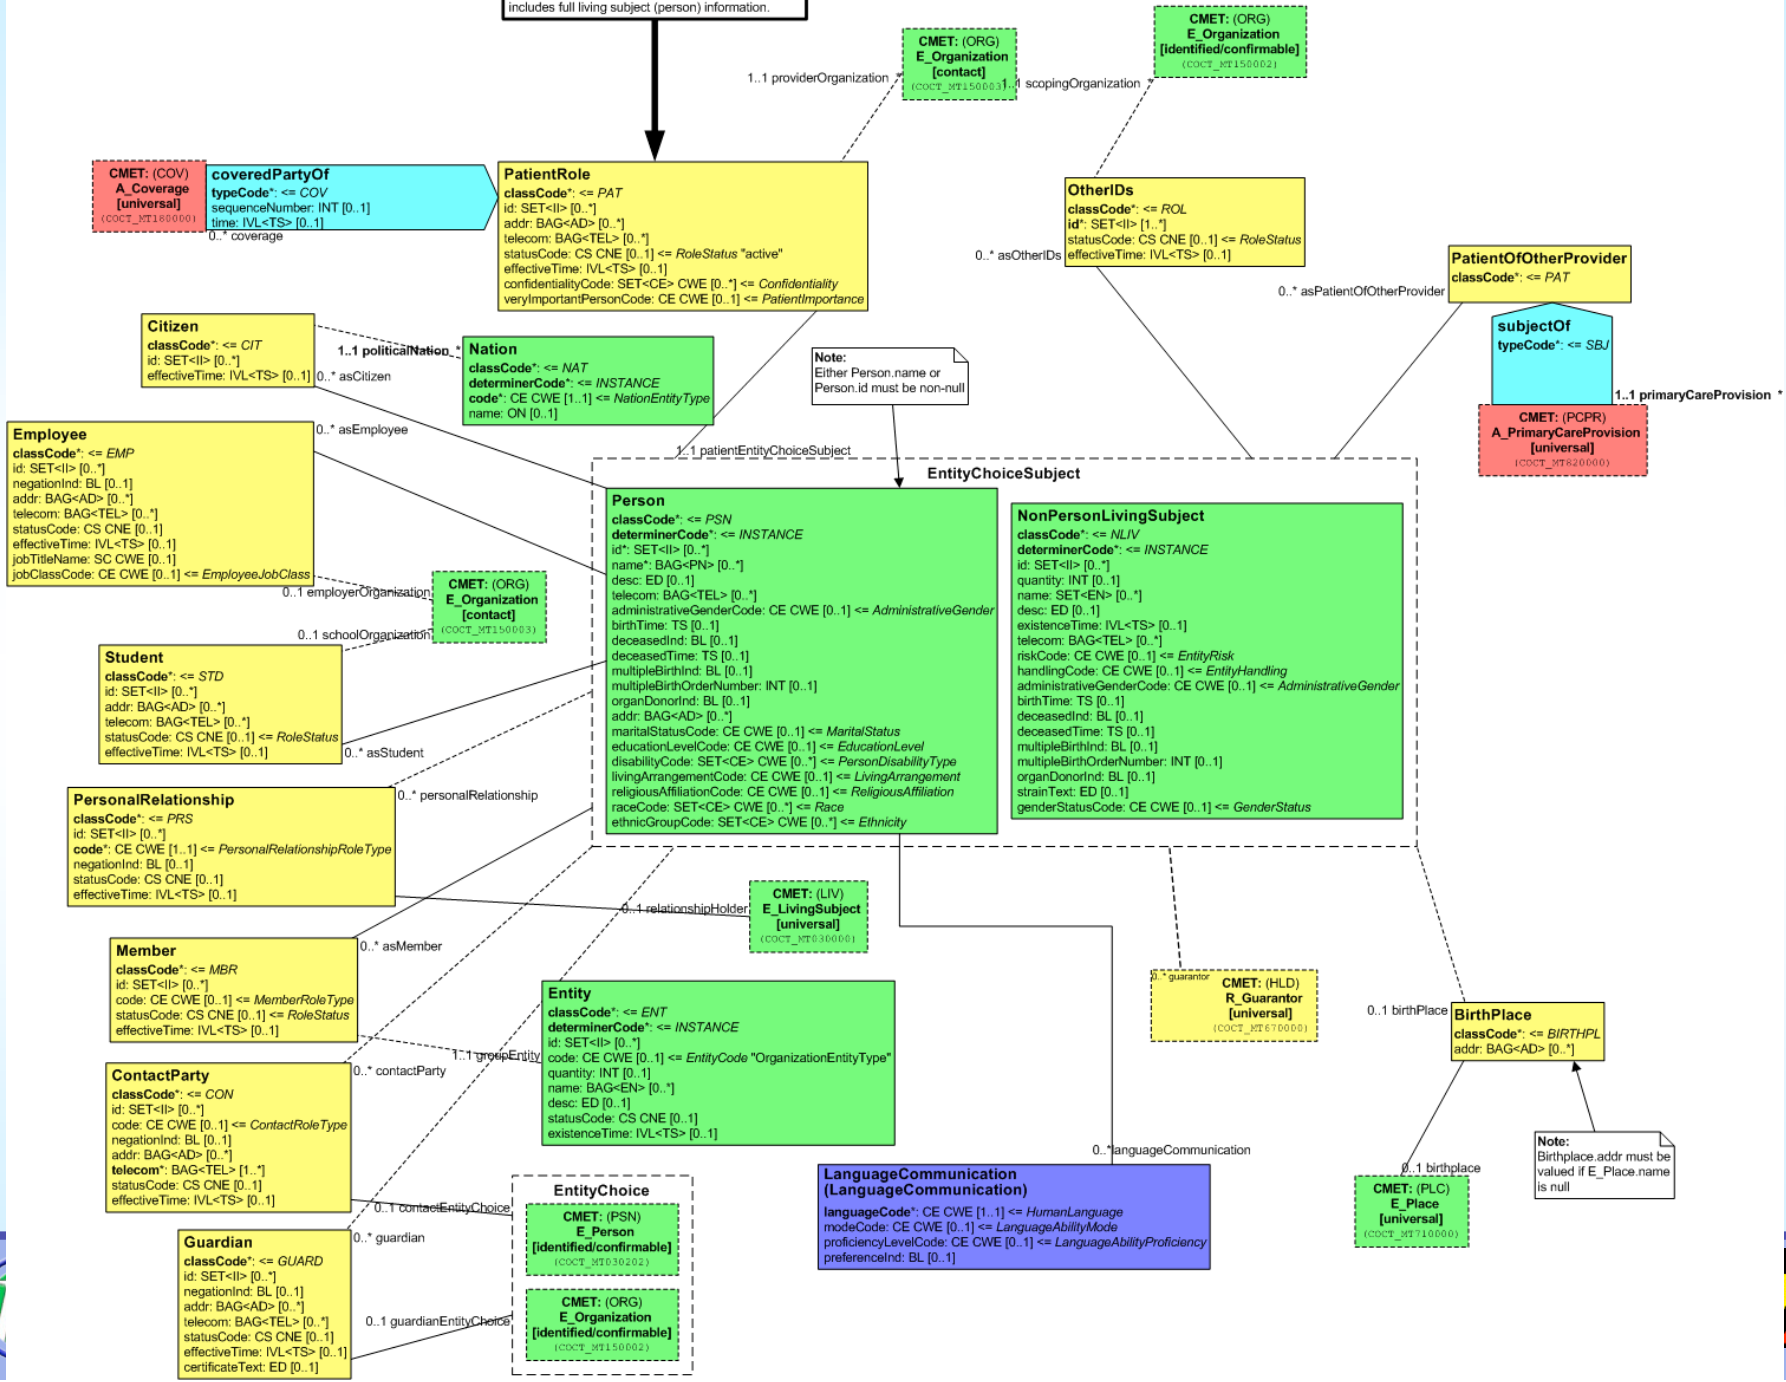 includes full living subject (person) information.
CMET: (ORG)
E_Organization
[contact]
(COCT_MT150003)
1..1 providerOrganization *
CMET: (ORG)
E_Organization
[identified/confirmable]
(COCT_MT150002)
1..1 scopingOrganization *
CMET: (COV)
A_Coverage
[universal]
(COCT_MT180000)
coveredPartyOf
typeCode*: <= COV
sequenceNumber: INT [0..1]
time: IVL<TS> [0..1]
0..* coverage
PatientRole
classCode*: <= PAT
id: SET<II> [0..*]
addr: BAG<AD> [0..*]
telecom: BAG<TEL> [0..*]
statusCode: CS CNE [0..1] <= RoleStatus "active"
effectiveTime: IVL<TS> [0..1]
confidentialityCode: SET<CE> CWE [0..*] <= Confidentiality
veryImportantPersonCode: CE CWE [0..1] <= PatientImportance
OtherIDs
classCode*: <= ROL
id*: SET<II> [1..*]
statusCode: CS CNE [0..1] <= RoleStatus
effectiveTime: IVL<TS> [0..1]
0..* asOtherIDs
PatientOfOtherProvider
classCode*: <= PAT
0..* asPatientOfOtherProvider
subjectOf
typeCode*: <= SBJ
1..1 primaryCareProvision *
CMET: (PCPR)
A_PrimaryCareProvision
[universal]
(COCT_MT820000)
Citizen
classCode*: <= CIT
id: SET<II> [0..*]
effectiveTime: IVL<TS> [0..1]
0..* asCitizen
1..1 politicalNation *
Nation
classCode*: <= NAT
determinerCode*: <= INSTANCE
code*: CE CWE [1..1] <= NationEntityType
name: ON [0..1]
Note:
Either Person.name or
Person.id must be non-null
1..1 patientEntityChoiceSubject
Employee
classCode*: <= EMP
id: SET<II> [0..*]
negationInd: BL [0..1]
addr: BAG<AD> [0..*]
telecom: BAG<TEL> [0..*]
statusCode: CS CNE [0..1]
effectiveTime: IVL<TS> [0..1]
jobTitleName: SC CWE [0..1]
jobClassCode: CE CWE [0..1] <= EmployeeJobClass
0..* asEmployee
0..1 employerOrganization
CMET: (ORG)
E_Organization
[contact]
(COCT_MT150003)
0..1 schoolOrganization
EntityChoiceSubject
Person
classCode*: <= PSN
determinerCode*: <= INSTANCE
id*: SET<II> [0..*]
name*: BAG<PN> [0..*]
desc: ED [0..1]
telecom: BAG<TEL> [0..*]
administrativeGenderCode: CE CWE [0..1] <= AdministrativeGender
birthTime: TS [0..1]
deceasedInd: BL [0..1]
deceasedTime: TS [0..1]
multipleBirthInd: BL [0..1]
multipleBirthOrderNumber: INT [0..1]
organDonorInd: BL [0..1]
addr: BAG<AD> [0..*]
maritalStatusCode: CE CWE [0..1] <= MaritalStatus
educationLevelCode: CE CWE [0..1] <= EducationLevel
disabilityCode: SET<CE> CWE [0..*] <= PersonDisabilityType
livingArrangementCode: CE CWE [0..1] <= LivingArrangement
religiousAffiliationCode: CE CWE [0..1] <= ReligiousAffiliation
raceCode: SET<CE> CWE [0..*] <= Race
ethnicGroupCode: SET<CE> CWE [0..*] <= Ethnicity
NonPersonLivingSubject
classCode*: <= NLIV
determinerCode*: <= INSTANCE
id: SET<II> [0..*]
quantity: INT [0..1]
name: SET<EN> [0..*]
desc: ED [0..1]
existenceTime: IVL<TS> [0..1]
telecom: BAG<TEL> [0..*]
riskCode: CE CWE [0..1] <= EntityRisk
handlingCode: CE CWE [0..1] <= EntityHandling
administrativeGenderCode: CE CWE [0..1] <= AdministrativeGender
birthTime: TS [0..1]
deceasedInd: BL [0..1]
deceasedTime: TS [0..1]
multipleBirthInd: BL [0..1]
multipleBirthOrderNumber: INT [0..1]
organDonorInd: BL [0..1]
strainText: ED [0..1]
genderStatusCode: CE CWE [0..1] <= GenderStatus
Student
classCode*: <= STD
id: SET<II> [0..*]
addr: BAG<AD> [0..*]
telecom: BAG<TEL> [0..*]
statusCode: CS CNE [0..1] <= RoleStatus
effectiveTime: IVL<TS> [0..1]
0..* asStudent
PersonalRelationship
classCode*: <= PRS
id: SET<II> [0..*]
code*: CE CWE [1..1] <= PersonalRelationshipRoleType
negationInd: BL [0..1]
statusCode: CS CNE [0..1]
effectiveTime: IVL<TS> [0..1]
0..* personalRelationship
0..1 relationshipHolder
CMET: (LIV)
E_LivingSubject
[universal]
(COCT_MT030000)
Member
classCode*: <= MBR
id: SET<II> [0..*]
code: CE CWE [0..1] <= MemberRoleType
statusCode: CS CNE [0..1] <= RoleStatus
effectiveTime: IVL<TS> [0..1]
0..* asMember
1..1 groupEntity
Entity
classCode*: <= ENT
determinerCode*: <= INSTANCE
id: SET<II> [0..*]
code: CE CWE [0..1] <= EntityCode "OrganizationEntityType"
quantity: INT [0..1]
name: BAG<EN> [0..*]
desc: ED [0..1]
statusCode: CS CNE [0..1]
existenceTime: IVL<TS> [0..1]
0..* guarantor
CMET: (HLD)
R_Guarantor
[universal]
(COCT_MT670000)
0..1 birthPlace
BirthPlace
classCode*: <= BIRTHPL
addr: BAG<AD> [0..*]
Note:
Birthplace.addr must be
valued if E_Place.name
is null
0..1 birthplace
CMET: (PLC)
E_Place
[universal]
(COCT_MT710000)
ContactParty
classCode*: <= CON
id: SET<II> [0..*]
code: CE CWE [0..1] <= ContactRoleType
negationInd: BL [0..1]
addr: BAG<AD> [0..*]
telecom*: BAG<TEL> [1..*]
statusCode: CS CNE [0..1]
effectiveTime: IVL<TS> [0..1]
0..* contactParty
0..1 contactEntityChoice
EntityChoice
CMET: (PSN)
E_Person
[identified/confirmable]
(COCT_MT030202)
CMET: (ORG)
E_Organization
[identified/confirmable]
(COCT_MT150002)
0..*languageCommunication
LanguageCommunication
(LanguageCommunication)
languageCode*: CE CWE [1..1] <= HumanLanguage
modeCode: CE CWE [0..1] <= LanguageAbilityMode
proficiencyLevelCode: CE CWE [0..1] <= LanguageAbilityProficiency
preferenceInd: BL [0..1]
Guardian
classCode*: <= GUARD
id: SET<II> [0..*]
negationInd: BL [0..1]
addr: BAG<AD> [0..*]
telecom: BAG<TEL> [0..*]
statusCode: CS CNE [0..1]
effectiveTime: IVL<TS> [0..1]
certificateText: ED [0..1]
0..* guardian
0..1 guardianEntityChoice